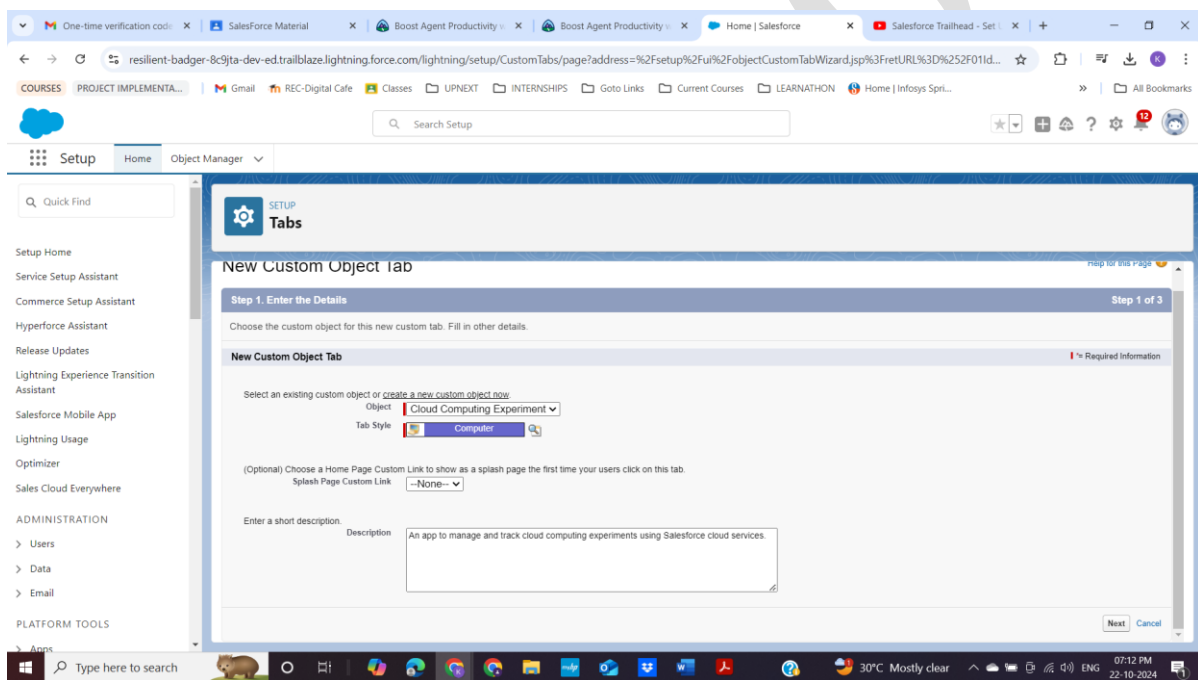 One-time verification code
SalesForce Material
Boost Agent Productivity w
Boost Agent Productivity w
Home | Salesforce
Salesforce Trailhead - Set U
resilient-badger-8c9jta-dev-ed.trailblaze.lightning.force.com/lightning/setup/CustomTabs/page?address=%2Fsetup%2Fui%2FobjectCustomTabWizard.jsp%3FretURL%3D%252F01Id...
K
COURSES
PROJECT IMPLEMENTA...
Gmail
REC-Digital Cafe
Classes
UPNEXT
INTERNSHIPS
Goto Links
Current Courses
LEARNATHON
Home | Infosys Spri...
»
All Bookmarks
Search Setup
12
Setup
Home
Object Manager
Quick Find
Setup Home
Service Setup Assistant
Commerce Setup Assistant
Hyperforce Assistant
Release Updates
Lightning Experience Transition
Assistant
Salesforce Mobile App
Lightning Usage
Optimizer
Sales Cloud Everywhere
ADMINISTRATION
Users
Data
Email
PLATFORM TOOLS
Apps
SETUP
Tabs
New Custom Object Tab
Help for this Page
Step 1. Enter the Details
Step 1 of 3
Choose the custom object for this new custom tab. Fill in other details.
New Custom Object Tab
*= Required Information
Select an existing custom object or create a new custom object now.
Object
Cloud Computing Experiment
Tab Style
Computer
(Optional) Choose a Home Page Custom Link to show as a splash page the first time your users click on this tab.
Splash Page Custom Link
--None--
Enter a short description.
Description
An app to manage and track cloud computing experiments using Salesforce cloud services.
Next
Cancel
Type here to search
30°C Mostly clear
ENG
07:12 PM
22-10-2024